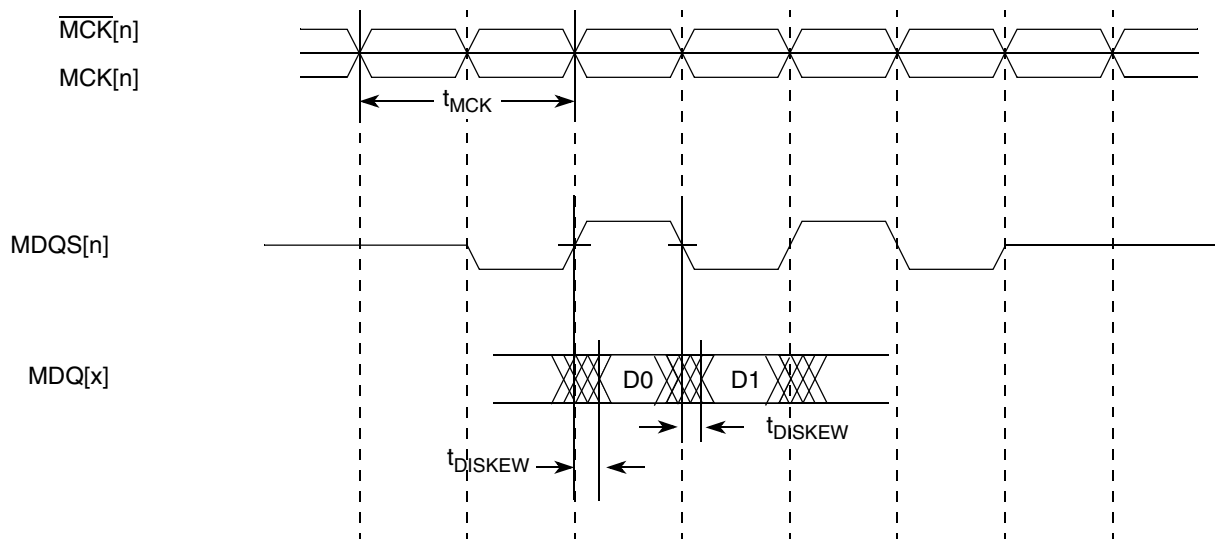 MCK[n]
MCK[n]
tMCK
MDQS[n]
MDQ[x]
D0
D1
tDISKEW
tDISKEW